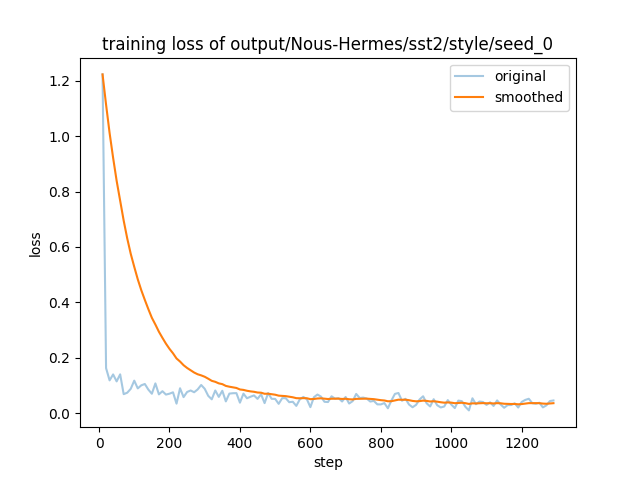 training loss of output/Nous-Hermes/sst2/style/seed_0
original
smoothed
1.2
1.0
0.8
0.6
0.4
0.2
0.0
loss
0 200 400 600 800 1000 1200
step